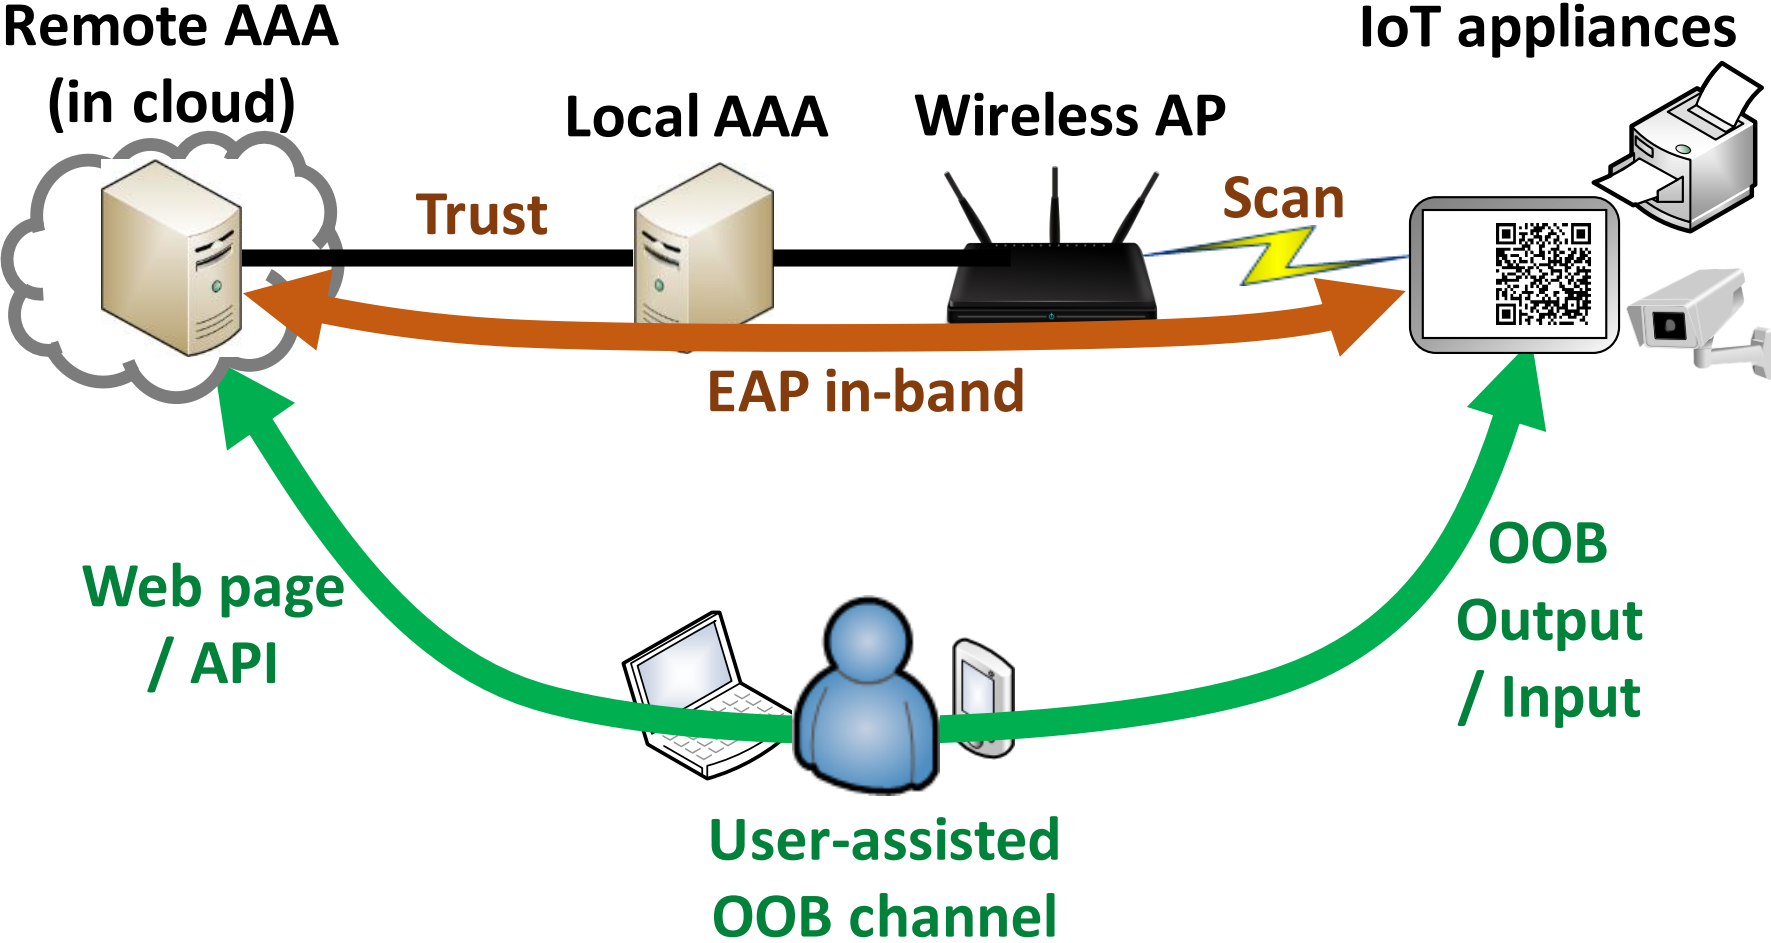 Remote AAA
(in cloud)
Local AAA
Wireless AP
IoT appliances
Trust
Scan
EAP in-band
Web page
/ API
OOB
Output
/ Input
User-assisted
OOB channel